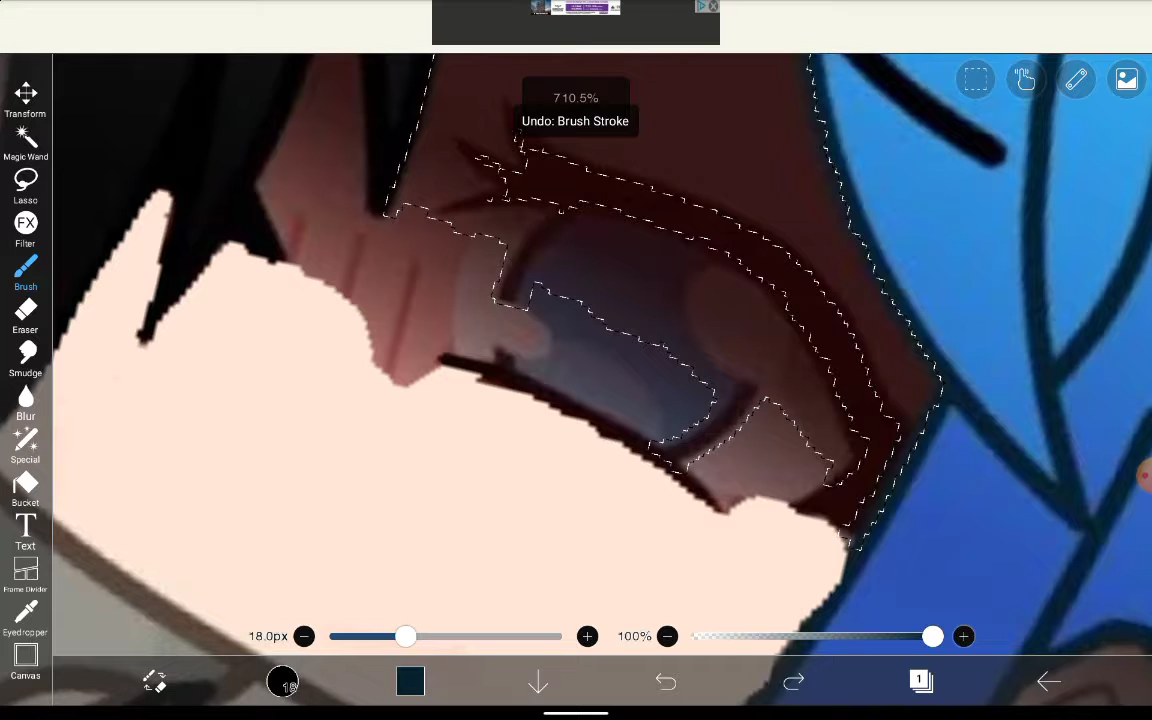 710.5%
Undo: Brush Stroke
Transform
Magic Wand
Lasso
FX
Filter
Brush
Eraser
Smudge
Blur
Special
Bucket
T
Text
Frame Divider
Eyedropper
Canvas
18.0px
100%
18
1